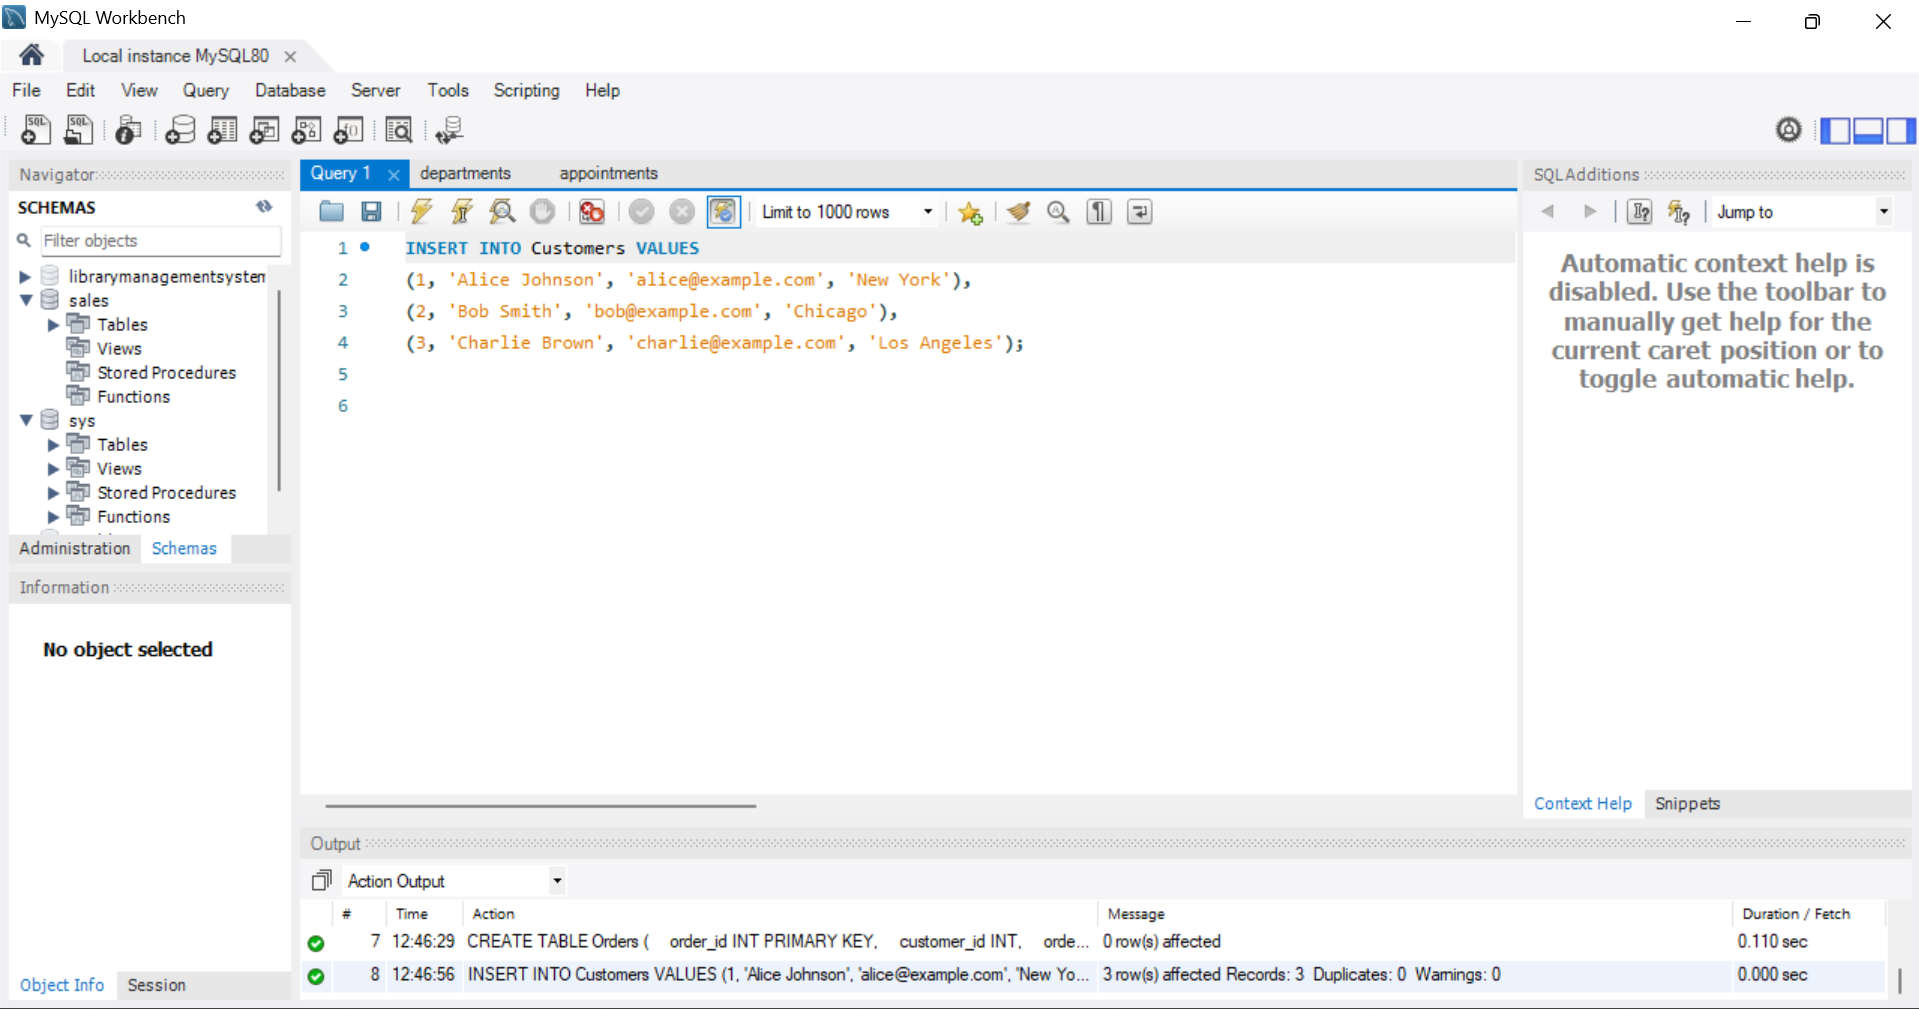 MySQL Workbench
Local instance MySQL80
File Edit View Query Database Server Tools Scripting Help
Navigator
SCHEMAS
Filter objects
librarymanagementsystem
sales
Tables
Views
Stored Procedures
Functions
sys
Tables
Views
Stored Procedures
Functions
Administration Schemas
Information
No object selected
Object Info Session
Query 1 departments appointments
Limit to 1000 rows
1 INSERT INTO Customers VALUES
2 (1, 'Alice Johnson', 'alice@example.com', 'New York'),
3 (2, 'Bob Smith', 'bob@example.com', 'Chicago'),
4 (3, 'Charlie Brown', 'charlie@example.com', 'Los Angeles');
5
6
SQLAdditions
Jump to
Automatic context help is
disabled. Use the toolbar to
manually get help for the
current caret position or to
toggle automatic help.
Context Help Snippets
Output
Action Output
# Time Action Message Duration / Fetch
7 12:46:29 CREATE TABLE Orders ( order_id INT PRIMARY KEY, customer_id INT, orde... 0 row(s) affected 0.110 sec
8 12:46:56 INSERT INTO Customers VALUES (1, 'Alice Johnson', 'alice@example.com', 'New Yo... 3 row(s) affected Records: 3 Duplicates: 0 Warnings: 0 0.000 sec